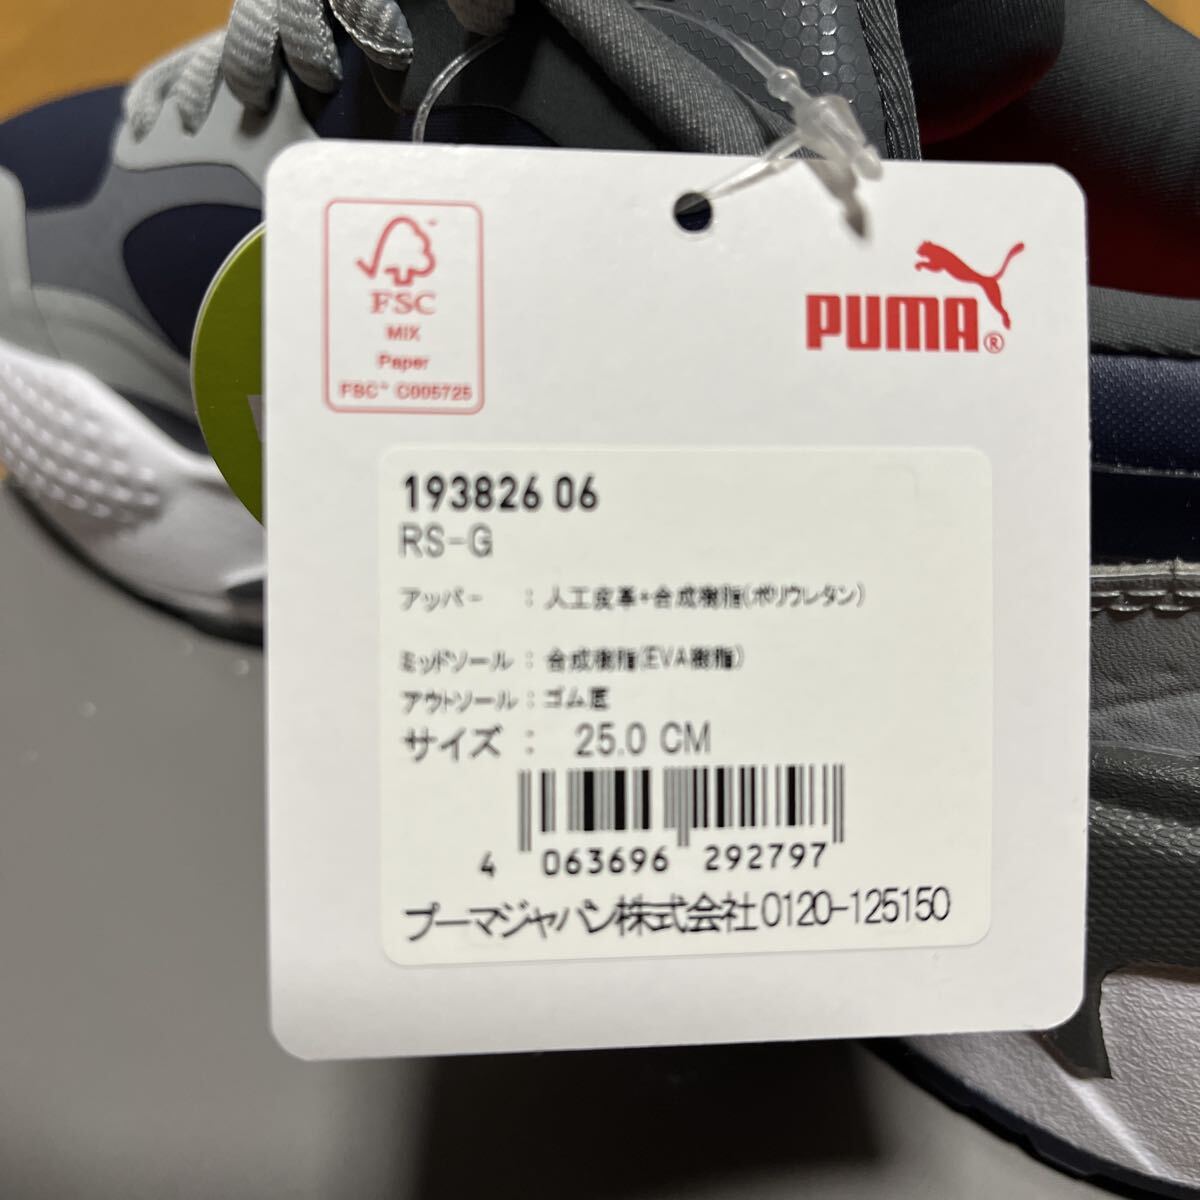 FSC
MIX
Paper
FSC™ C005725
PUMA®
193826 06
RS-G
アッパー : 人工皮革+合成樹脂(ポリウレタン)
ミッドソール : 合成樹脂(EVA樹脂)
アウトソール : ゴム底
サイズ : 25.0 CM
4 063696 292797
プーマジャパン株式会社0120-125150